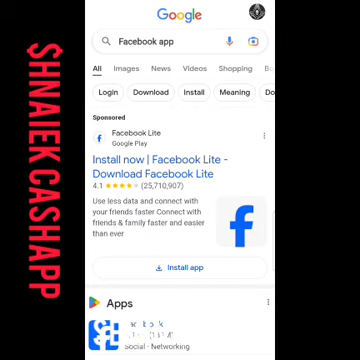 $HNAIEK CASHAPP
Google
Facebook app
All Images News Videos Shopping
Login Download Install Meaning
Sponsored
Facebook Lite
Google Play
Install now | Facebook Lite -
Download Facebook Lite
4.1 ★★★★★ (25,710,907)
Use less data and connect with
your friends faster Connect with
friends & family faster and easier
than ever
Install app
Apps
Social · Networking